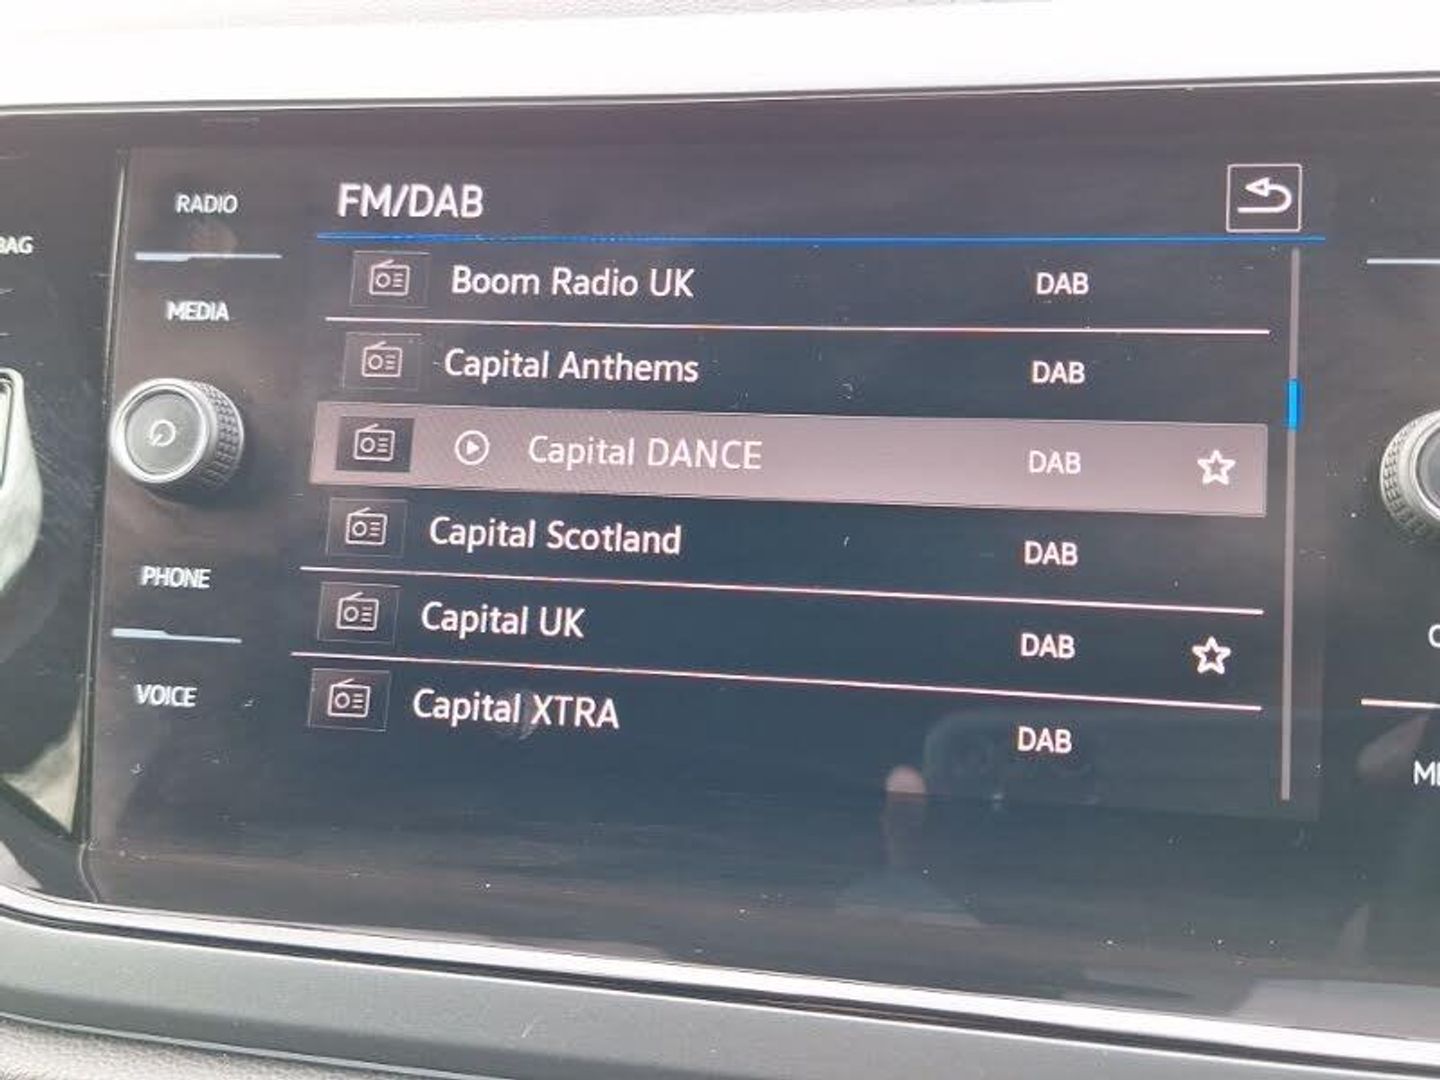 BAG
RADIO
MEDIA
PHONE
VOICE
FM/DAB
Boom Radio UK DAB
Capital Anthems DAB
Capital DANCE DAB
Capital Scotland DAB
Capital UK DAB
Capital XTRA DAB